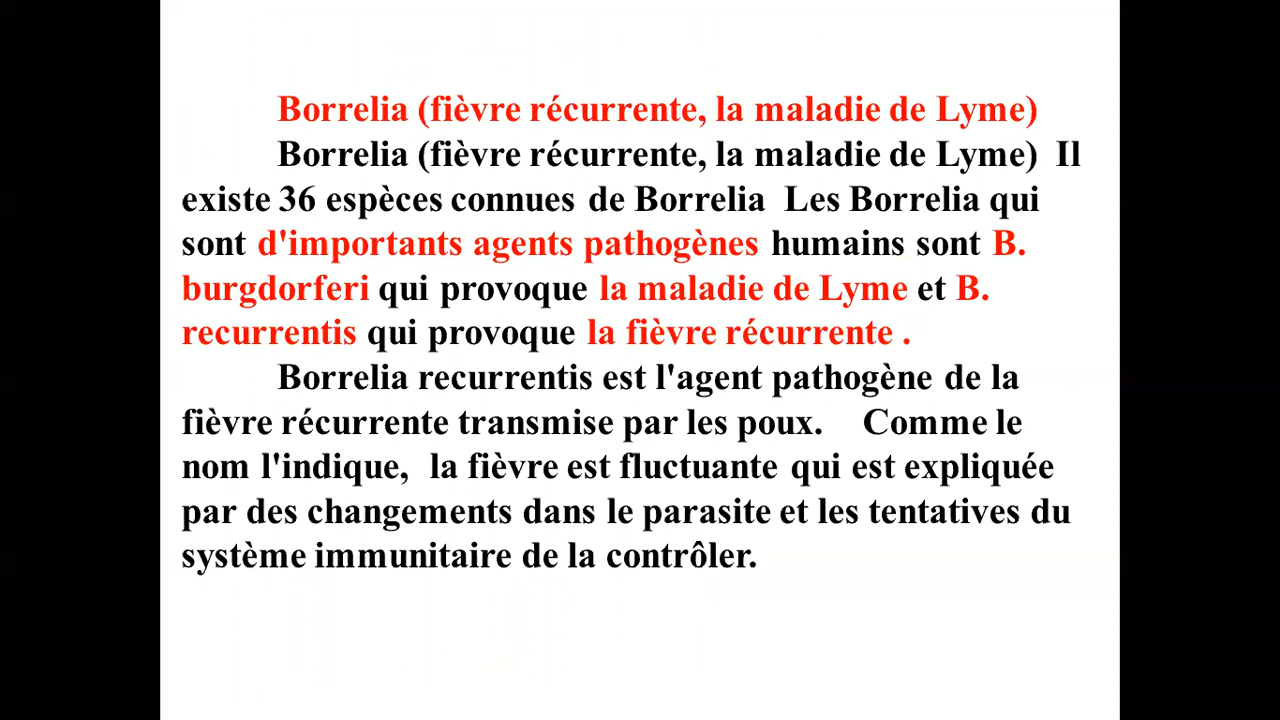 Borrelia (fièvre récurrente, la maladie de Lyme)
Borrelia (fièvre récurrente, la maladie de Lyme) Il
existe 36 espèces connues de Borrelia Les Borrelia qui
sont d'importants agents pathogènes humains sont B.
burgdorferi qui provoque la maladie de Lyme et B.
recurrentis qui provoque la fièvre récurrente .
Borrelia recurrentis est l'agent pathogène de la
fièvre récurrente transmise par les poux. Comme le
nom l'indique, la fièvre est fluctuante qui est expliquée
par des changements dans le parasite et les tentatives du
système immunitaire de la contrôler.